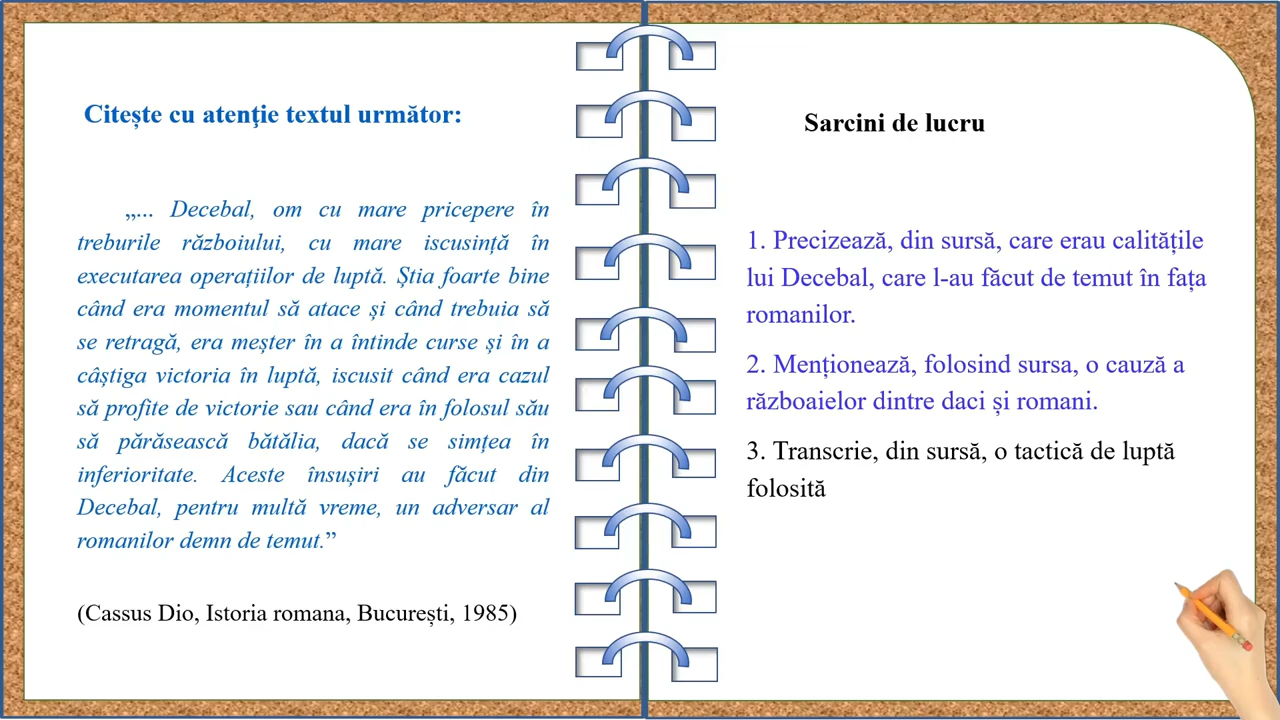 Citește cu atenţie textul următor:
„... Decebal, om cu mare pricepere în
treburile războiului, cu mare iscusință în
executarea operațiilor de luptă. Știa foarte bine
când era momentul să atace și când trebuia să
se retragă, era meșter în a întinde curse și în a
câștiga victoria în luptă, iscusit când era cazul
să profite de victorie sau când era în folosul său
să părăsească bătălia, dacă se simțea în
inferioritate. Aceste însușiri au făcut din
Decebal, pentru multă vreme, un adversar al
romanilor demn de temut.”
(Cassus Dio, Istoria romana, București, 1985)
Sarcini de lucru
1. Precizează, din sursă, care erau calitățile
lui Decebal, care l-au făcut de temut în fața
romanilor.
2. Menționează, folosind sursa, o cauză a
războaielor dintre daci și romani.
3. Transcrie, din sursă, o tactică de luptă
folosită